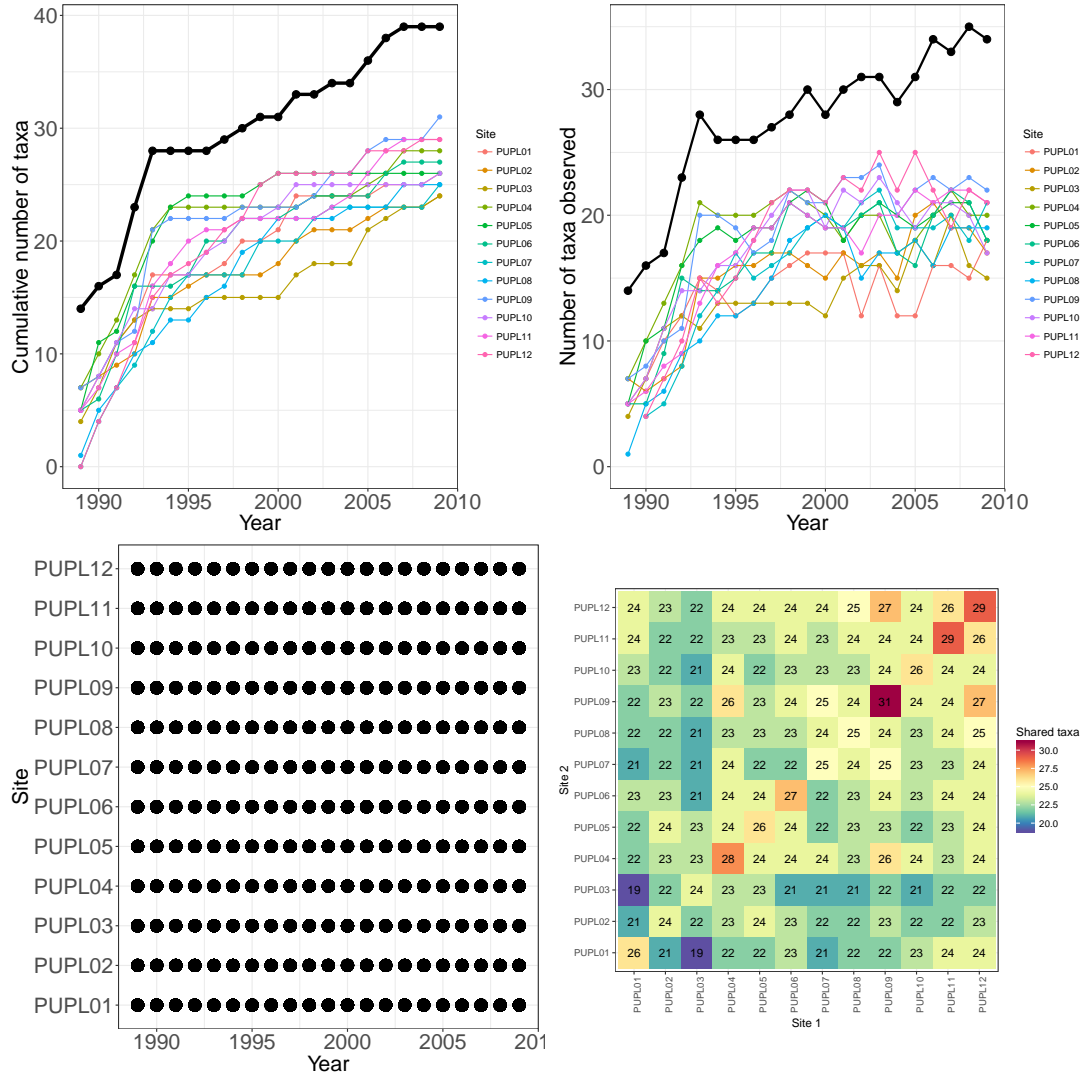 Cumulative number of taxa
40
30
20
10
0
1990 1995 2000 2005 2010
Year
Site
PUPL01
PUPL02
PUPL03
PUPL04
PUPL05
PUPL06
PUPL07
PUPL08
PUPL09
PUPL10
PUPL11
PUPL12
Number of taxa observed
30
20
10
0
1990 1995 2000 2005 2010
Year
Site
PUPL01
PUPL02
PUPL03
PUPL04
PUPL05
PUPL06
PUPL07
PUPL08
PUPL09
PUPL10
PUPL11
PUPL12
Site
PUPL12
PUPL11
PUPL10
PUPL09
PUPL08
PUPL07
PUPL06
PUPL05
PUPL04
PUPL03
PUPL02
PUPL01
1990 1995 2000 2005 201
Year
Site 2
PUPL12 24 23 22 24 24 24 24 25 27 24 26 29
PUPL11 24 22 22 23 23 24 23 24 24 24 29 26
PUPL10 23 22 21 24 22 23 23 23 24 26 24 24
PUPL09 22 23 22 26 23 24 25 24 31 24 24 27
PUPL08 22 22 21 23 23 23 24 25 24 23 24 25
PUPL07 21 22 21 24 22 22 25 24 25 23 23 24
PUPL06 23 23 21 24 24 27 22 23 24 23 24 24
PUPL05 22 24 23 24 26 24 22 23 23 22 23 24
PUPL04 22 23 23 28 24 24 24 23 26 24 23 24
PUPL03 19 22 24 23 23 21 21 21 22 21 22 22
PUPL02 21 24 22 23 24 23 22 22 23 22 22 23
PUPL01 26 21 19 22 22 23 21 22 22 23 24 24
PUPL01 PUPL02 PUPL03 PUPL04 PUPL05 PUPL06 PUPL07 PUPL08 PUPL09 PUPL10 PUPL11 PUPL12
Site 1
Shared taxa
30.0
27.5
25.0
22.5
20.0